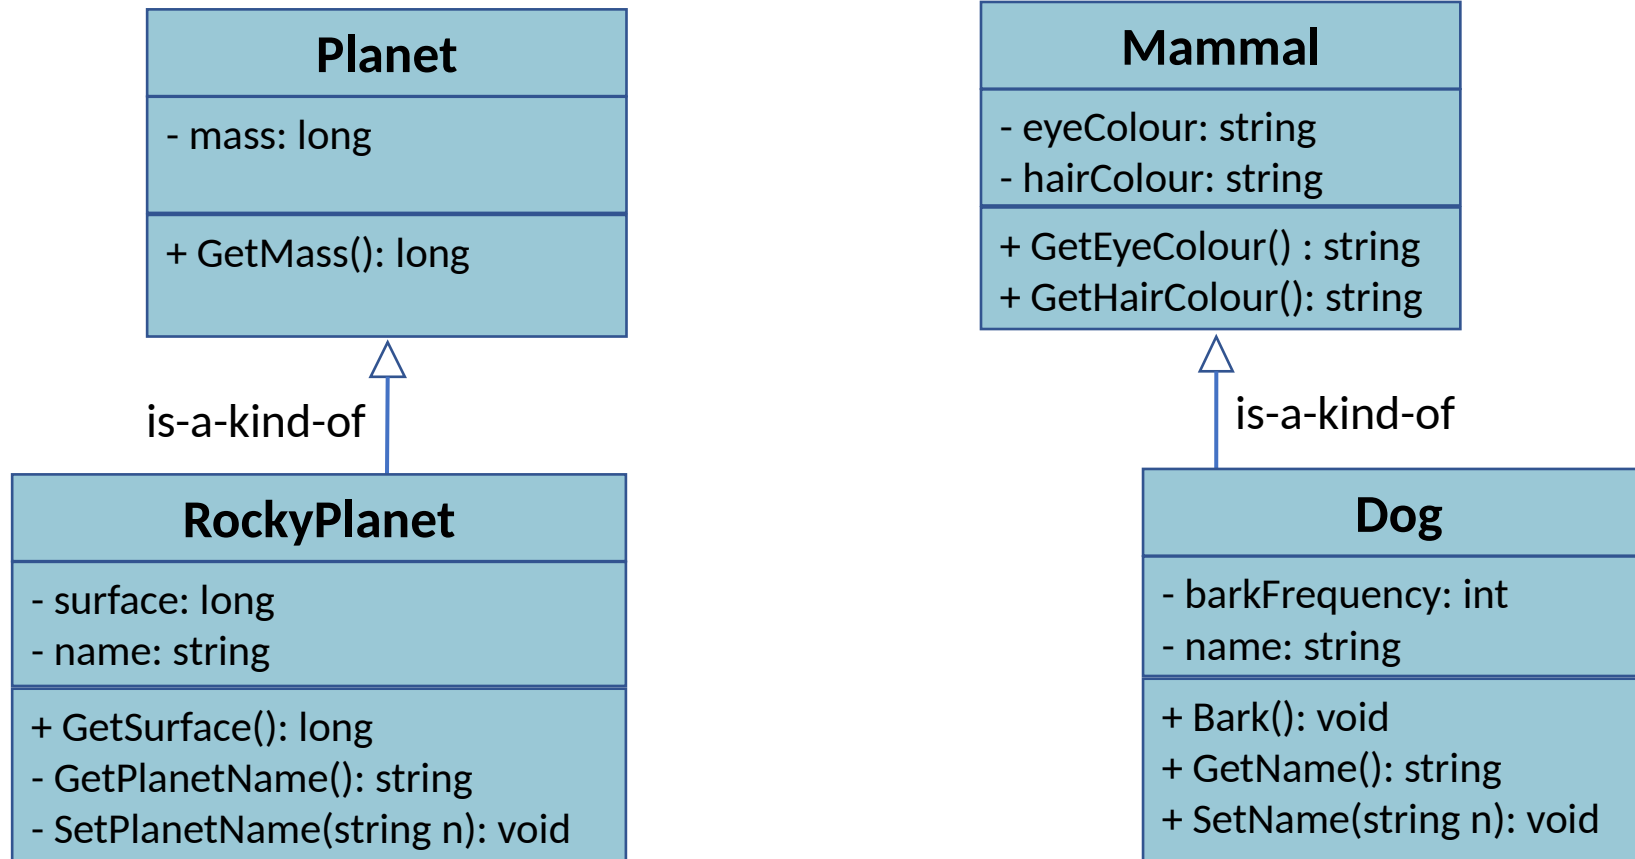 Planet
- mass: long
+ GetMass(): long
is-a-kind-of
RockyPlanet
- surface: long
- name: string
+ GetSurface(): long
- GetPlanetName(): string
- SetPlanetName(string n): void
Mammal
- eyeColour: string
- hairColour: string
+ GetEyeColour() : string
+ GetHairColour(): string
is-a-kind-of
Dog
- barkFrequency: int
- name: string
+ Bark(): void
+ GetName(): string
+ SetName(string n): void